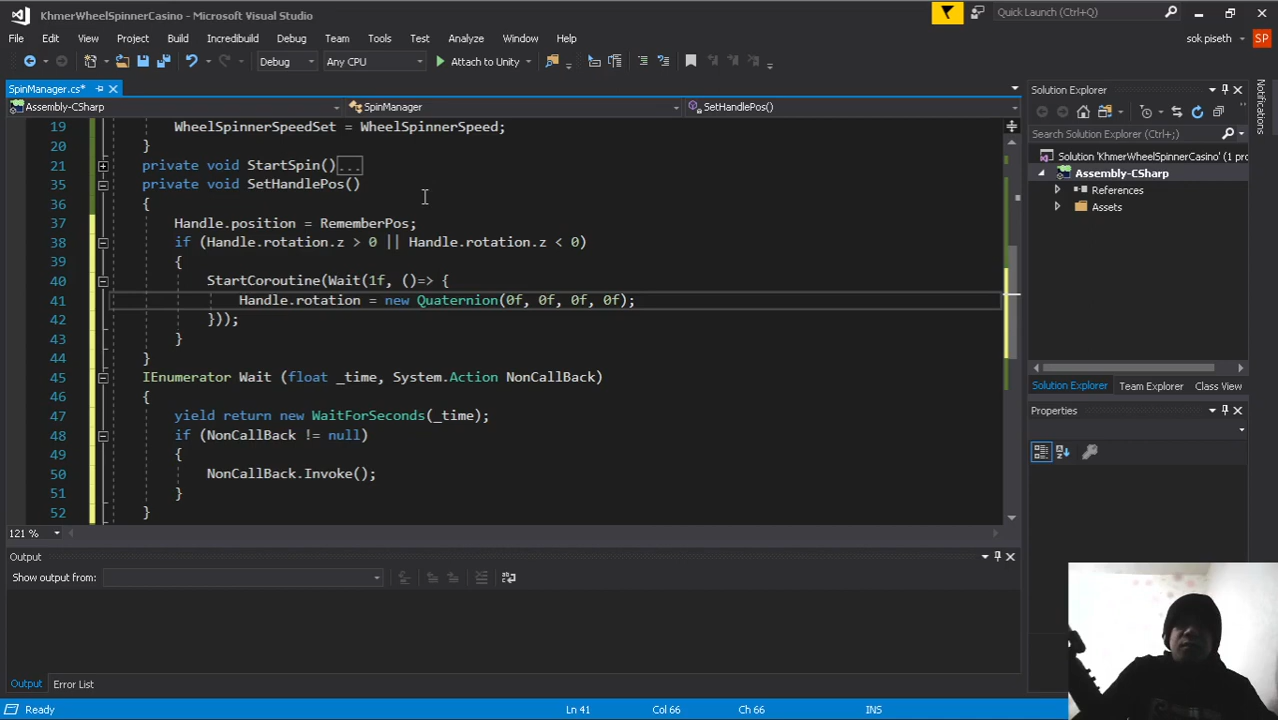 KhmerWheelSpinnerCasino - Microsoft Visual Studio
Quick Launch (Ctrl+Q)
File Edit View Project Build Incredibuild Debug Team Tools Test Analyze Window Help
sok piseth SP
Debug Any CPU Attach to Unity
SpinManager.cs*
Assembly-CSharp SpinManager SetHandlePos()
19 WheelSpinnerSpeedSet = WheelSpinnerSpeed;
20 }
21 private void StartSpin()...
35 private void SetHandlePos()
36 {
37 Handle.position = RememberPos;
38 if (Handle.rotation.z > 0 || Handle.rotation.z < 0)
39 {
40 StartCoroutine(Wait(1f, ()=> {
41 Handle.rotation = new Quaternion(0f, 0f, 0f, 0f);
42 }));
43 }
44 }
45 IEnumerator Wait (float _time, System.Action NonCallBack)
46 {
47 yield return new WaitForSeconds(_time);
48 if (NonCallBack != null)
49 {
50 NonCallBack.Invoke();
51 }
52 }
121 %
Output
Show output from:
Output Error List
Solution Explorer
Search Solution Explorer (Ctrl+;)
Solution 'KhmerWheelSpinnerCasino' (1 pro
Assembly-CSharp
References
Assets
Solution Explorer Team Explorer Class View
Properties
Notifications
Ready Ln 41 Col 66 Ch 66 INS